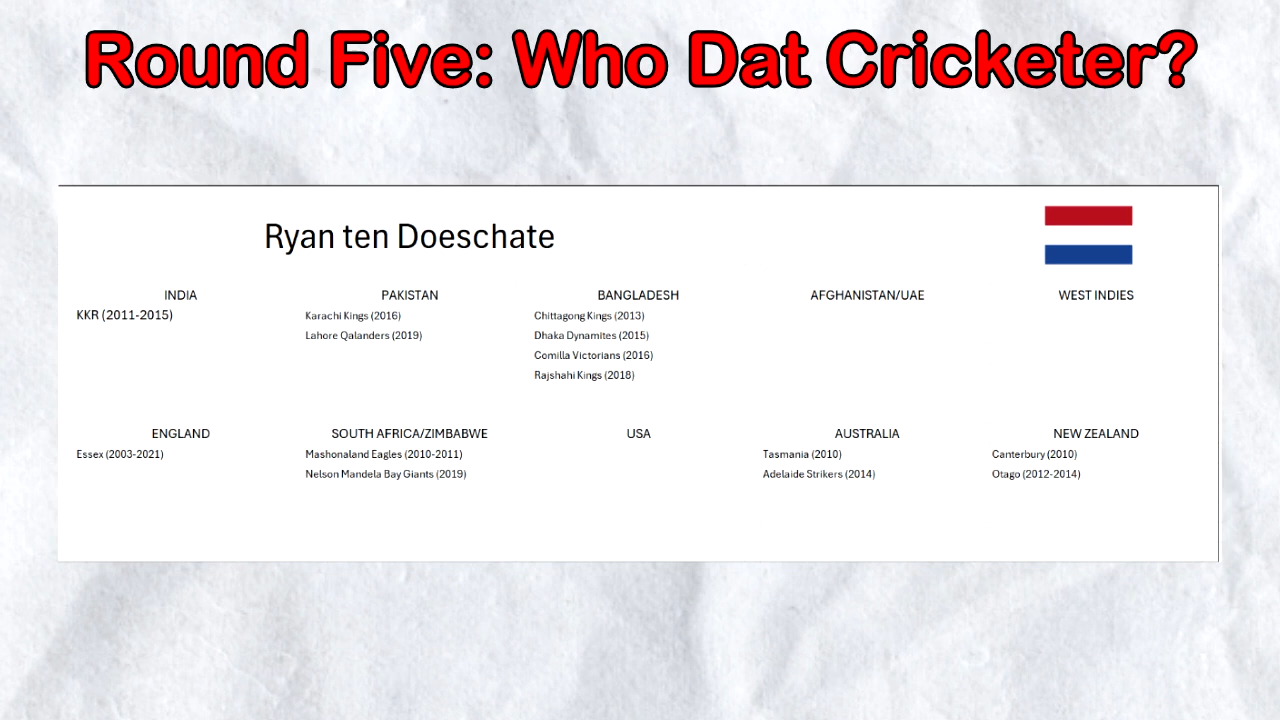 Round Five: Who Dat Cricketer?
Ryan ten Doeschate
INDIA
KKR (2011-2015)
PAKISTAN
Karachi Kings (2016)
Lahore Qalanders (2019)
BANGLADESH
Chittagong Kings (2013)
Dhaka Dynamites (2015)
Comilla Victorians (2016)
Rajshahi Kings (2018)
AFGHANISTAN/UAE
WEST INDIES
ENGLAND
Essex (2003-2021)
SOUTH AFRICA/ZIMBABWE
Mashonaland Eagles (2010-2011)
Nelson Mandela Bay Giants (2019)
USA
AUSTRALIA
Tasmania (2010)
Adelaide Strikers (2014)
NEW ZEALAND
Canterbury (2010)
Otago (2012-2014)